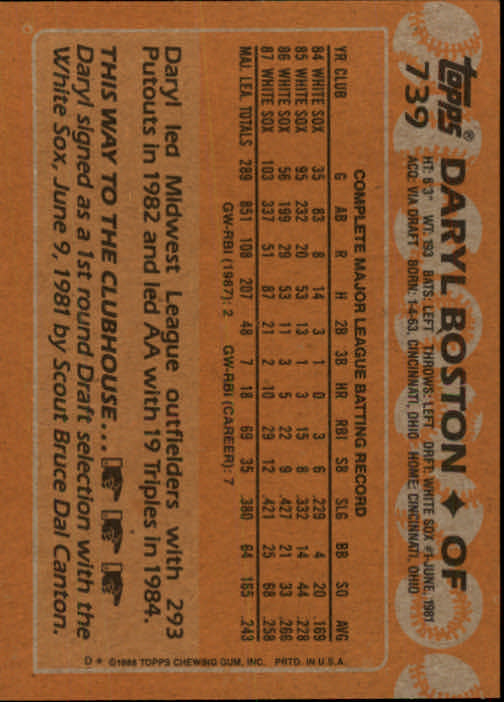 topps®
739
DARYL BOSTON ♦ OF
HT: 6'3" WT: 193 BATS: LEFT THROWS: LEFT DRFT: WHITE SOX #1-JUNE, 1981
ACQ: VIA DRAFT BORN: 1-4-63, CINCINNATI, OHIO HOME: CINCINNATI, OHIO
COMPLETE MAJOR LEAGUE BATTING RECORD
YR CLUB G AB R H 2B 3B HR RBI SB SLG BB SO AVG
84 WHITE SOX 35 83 8 14 3 1 0 3 6 .229 4 20 .169
85 WHITE SOX 95 232 20 53 13 1 3 15 8 .332 14 44 .228
86 WHITE SOX 56 199 29 53 11 3 5 22 9 .427 21 33 .266
87 WHITE SOX 103 337 51 87 21 2 10 29 12 .421 25 68 .258
MAJ. LEA. TOTALS 289 851 108 207 48 7 18 69 35 .380 64 165 .243
GW-RBI (1987): 2 GW-RBI (CAREER): 7
Daryl led Midwest League outfielders with 293
Putouts in 1982 and led AA with 19 Triples in 1984.
THIS WAY TO THE CLUBHOUSE...
Daryl signed as a 1st round Draft selection with the
White Sox, June 9, 1981 by Scout Bruce Dal Canton.
D* ©1988 TOPPS CHEWING GUM, INC. PRTD. IN U.S.A.